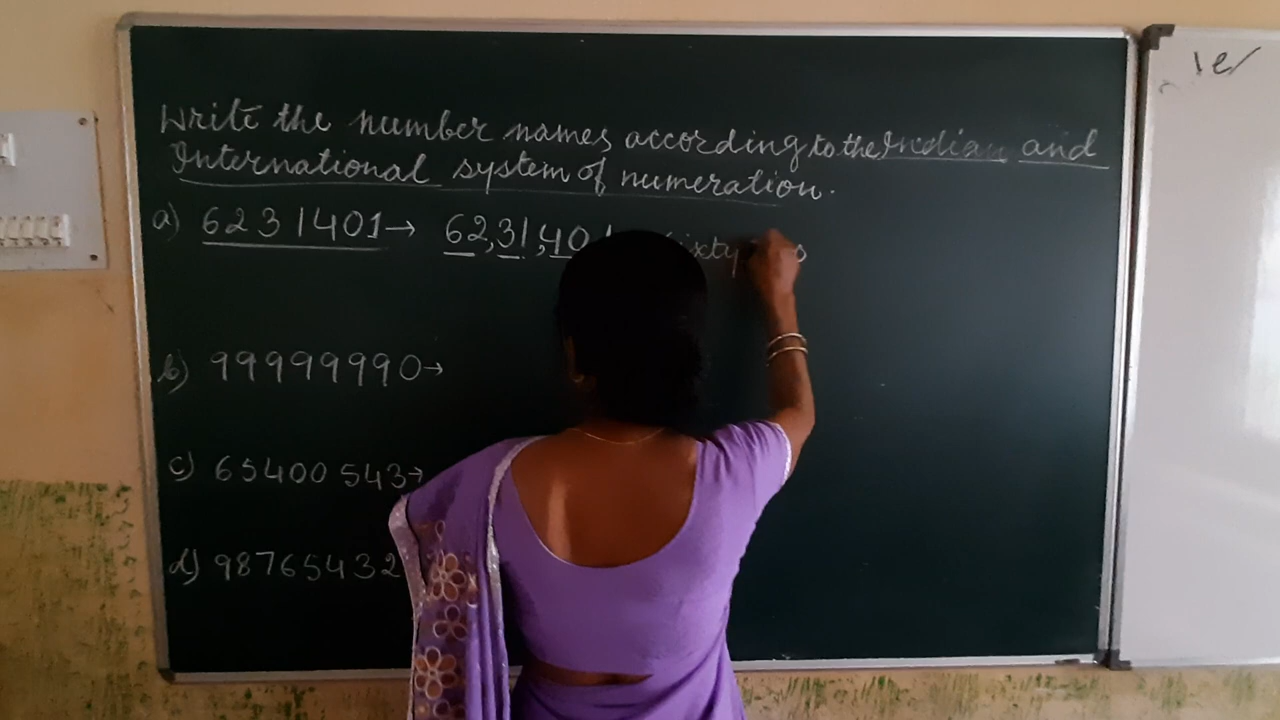 Write the number names according to the Indian and
International system of numeration.
a) 6231401 → 62,31,40
b) 99999990 →
c) 65400543 →
d) 98765432
le